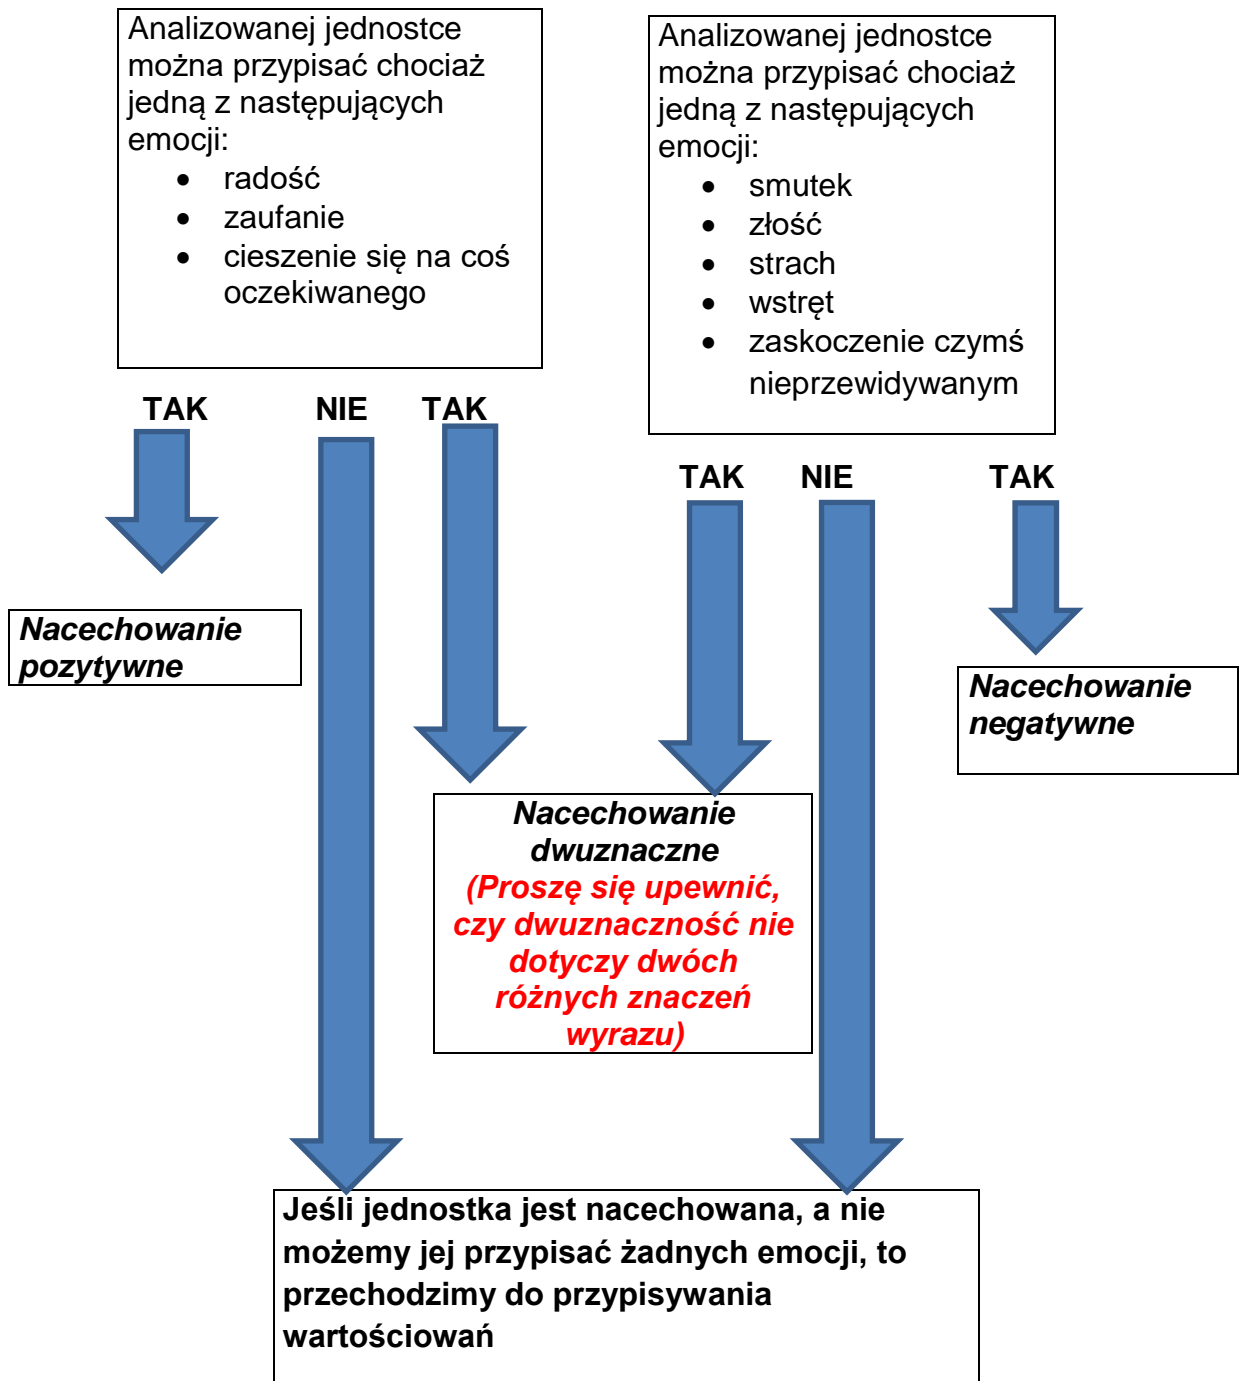 Analizowanej jednostce
można przypisać chociaż
jedną z następujących
emocji:
• radość
• zaufanie
• cieszenie się na coś
oczekiwanego
Analizowanej jednostce
można przypisać chociaż
jedną z następujących
emocji:
• smutek
• złość
• strach
• wstręt
• zaskoczenie czymś
nieprzewidywanym
TAK NIE TAK
TAK NIE TAK
Nacechowanie
pozytywne
Nacechowanie
negatywne
Nacechowanie
dwuznaczne
(Proszę się upewnić,
czy dwuznaczność nie
dotyczy dwóch
różnych znaczeń
wyrazu)
Jeśli jednostka jest nacechowana, a nie
możemy jej przypisać żadnych emocji, to
przechodzimy do przypisywania
wartościowań